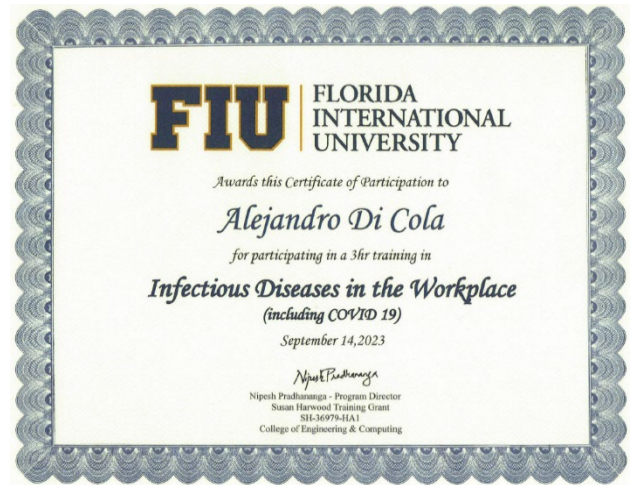 FIU
FLORIDA
INTERNATIONAL
UNIVERSITY
Awards this Certificate of Participation to
Alejandro Di Cola
for participating in a 3hr training in
Infectious Diseases in the Workplace
(including COVID 19)
September 14,2023
Nipesh Pradhananga
Nipesh Pradhananga - Program Director
Susan Harwood Training Grant
SH-36979-HA1
College of Engineering & Computing